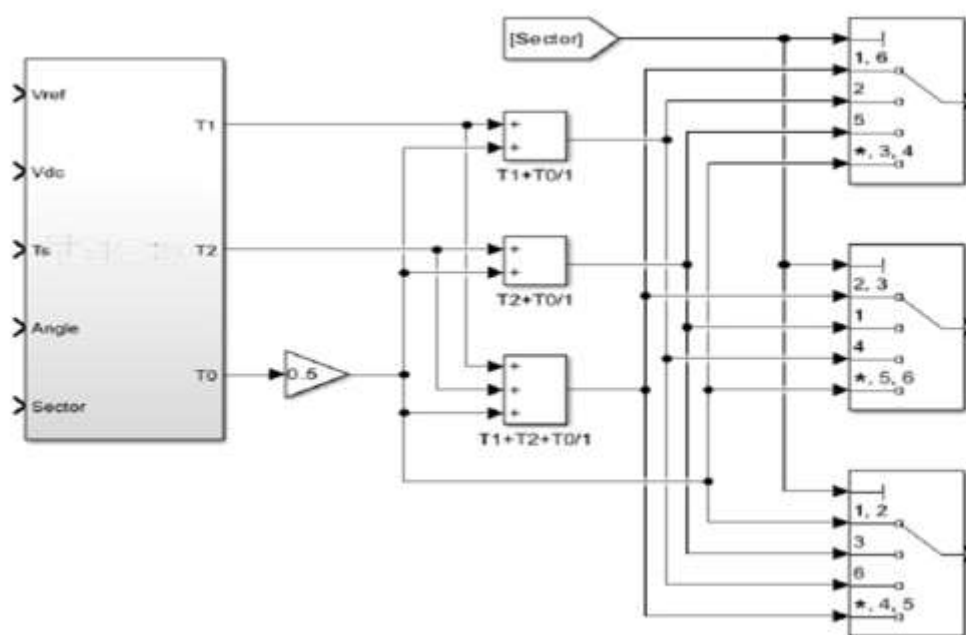 [Sector]
Vref
Vdc
Ts
Angle
Sector
T1
T2
T0
0.5
+
+
T1+T0/1
+
+
T2+T0/1
+
+
+
T1+T2+T0/1
1, 6
2
5
*, 3, 4
2, 3
1
4
*, 5, 6
1, 2
3
6
*, 4, 5